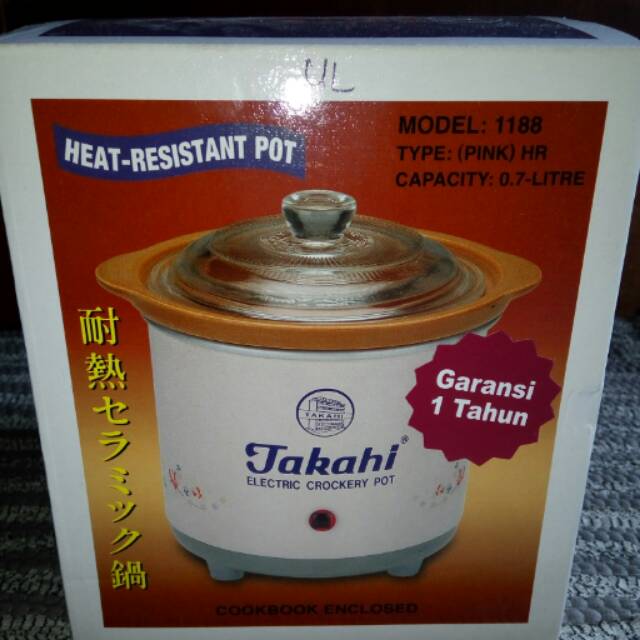 UL
HEAT-RESISTANT POT
MODEL: 1188
TYPE: (PINK) HR
CAPACITY: 0.7-LITRE
耐熱セラミック鍋
TAKAHI
Garansi
1 Tahun
Takahi®
ELECTRIC CROCKERY POT
COOKBOOK ENCLOSED